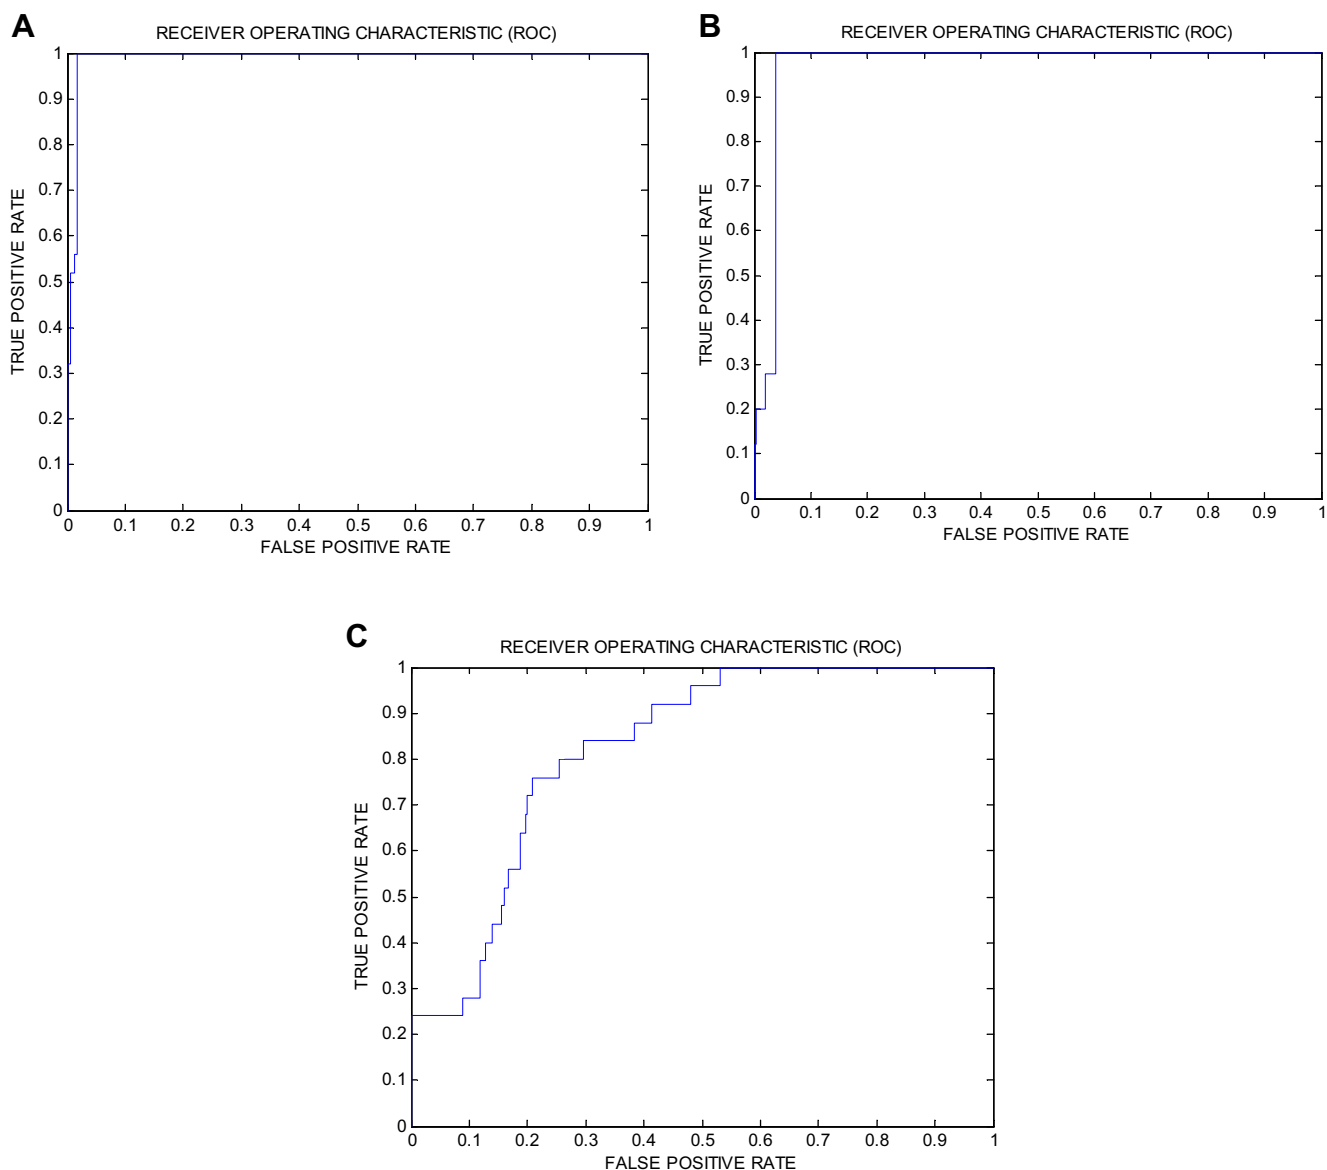 A
RECEIVER OPERATING CHARACTERISTIC (ROC)
TRUE POSITIVE RATE
1
0.9
0.8
0.7
0.6
0.5
0.4
0.3
0.2
0.1
0
0 0.1 0.2 0.3 0.4 0.5 0.6 0.7 0.8 0.9 1
FALSE POSITIVE RATE
B
RECEIVER OPERATING CHARACTERISTIC (ROC)
TRUE POSITIVE RATE
1
0.9
0.8
0.7
0.6
0.5
0.4
0.3
0.2
0.1
0
0 0.1 0.2 0.3 0.4 0.5 0.6 0.7 0.8 0.9 1
FALSE POSITIVE RATE
C
RECEIVER OPERATING CHARACTERISTIC (ROC)
TRUE POSITIVE RATE
1
0.9
0.8
0.7
0.6
0.5
0.4
0.3
0.2
0.1
0
0 0.1 0.2 0.3 0.4 0.5 0.6 0.7 0.8 0.9 1
FALSE POSITIVE RATE